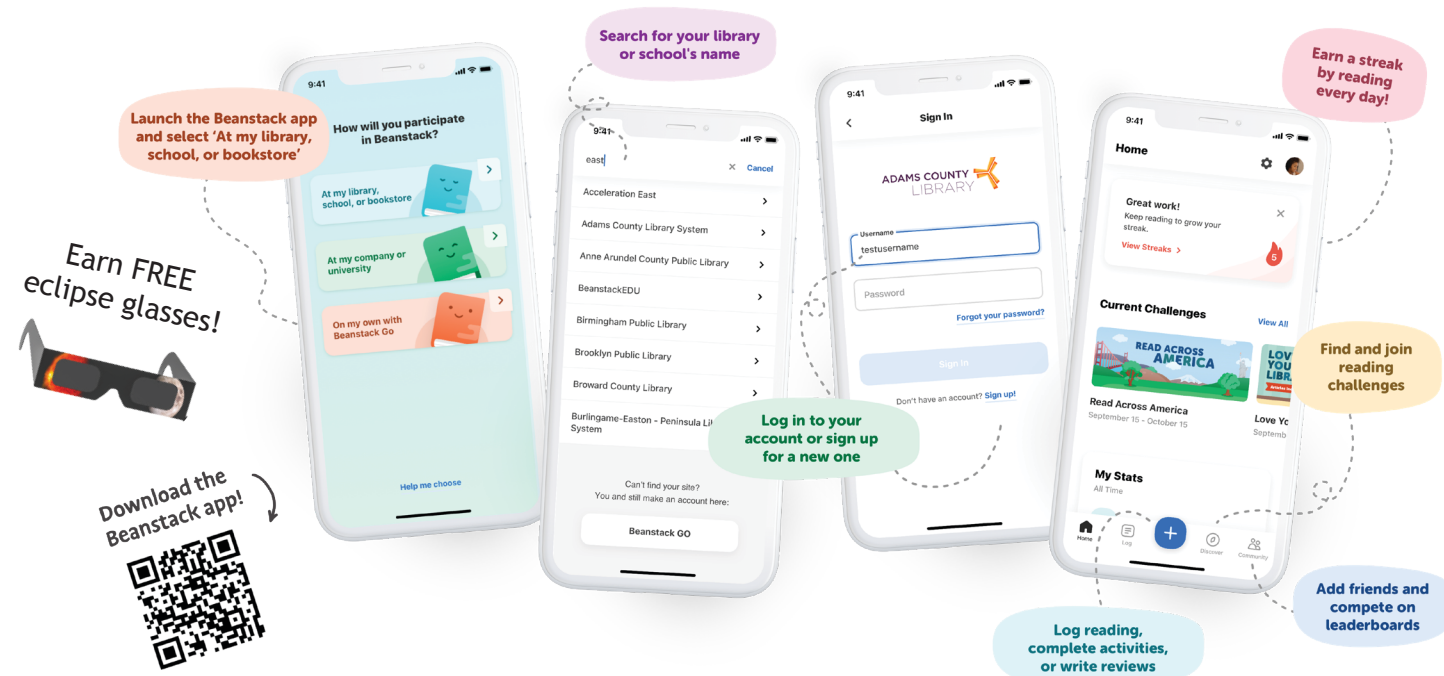 Launch the Beanstack app
and select ‘At my library,
school, or bookstore’
Earn FREE
eclipse glasses!
Download the
Beanstack app!
9:41
How will you participate
in Beanstack?
At my library,
school, or bookstore
At my company or
university
On my own with
Beanstack Go
Help me choose
Search for your library
or school's name
9:41
east
Cancel
Acceleration East
Adams County Library System
Anne Arundel County Public Library
BeanstackEDU
Birmingham Public Library
Brooklyn Public Library
Broward County Library
Burlingame-Easton - Peninsula Li
System
Can't find your site?
You and still make an account here:
Beanstack GO
Log in to your
account or sign up
for a new one
9:41
Sign In
ADAMS COUNTY
LIBRARY
Username
testusername
Password
Forgot your password?
Sign In
Don't have an account? Sign up!
Earn a streak
by reading
every day!
9:41
Home
Great work!
Keep reading to grow your
streak.
View Streaks
5
Current Challenges
View All
READ ACROSS
AMERICA
LOV
YOU
LIBR
Read Across America
September 15 - October 15
Love Yo
Septemb
My Stats
All Time
Home
Log
Discover
Community
Find and join
reading
challenges
Add friends and
compete on
leaderboards
Log reading,
complete activities,
or write reviews